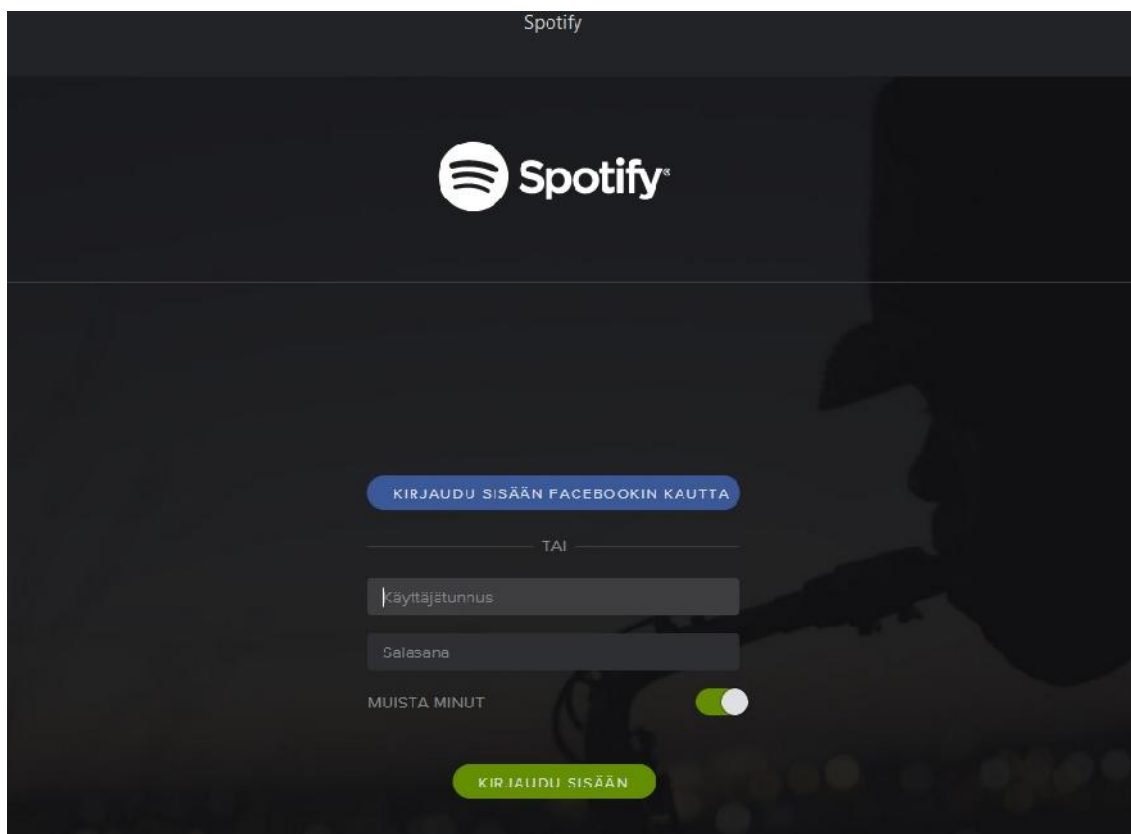 Spotify
Spotify®
KIRJAUDU SISÄÄN FACEBOOKIN KAUTTA
TAI
Käyttäjätunnus
Salasana
MUISTA MINUT
KIRJAUDU SISÄÄN